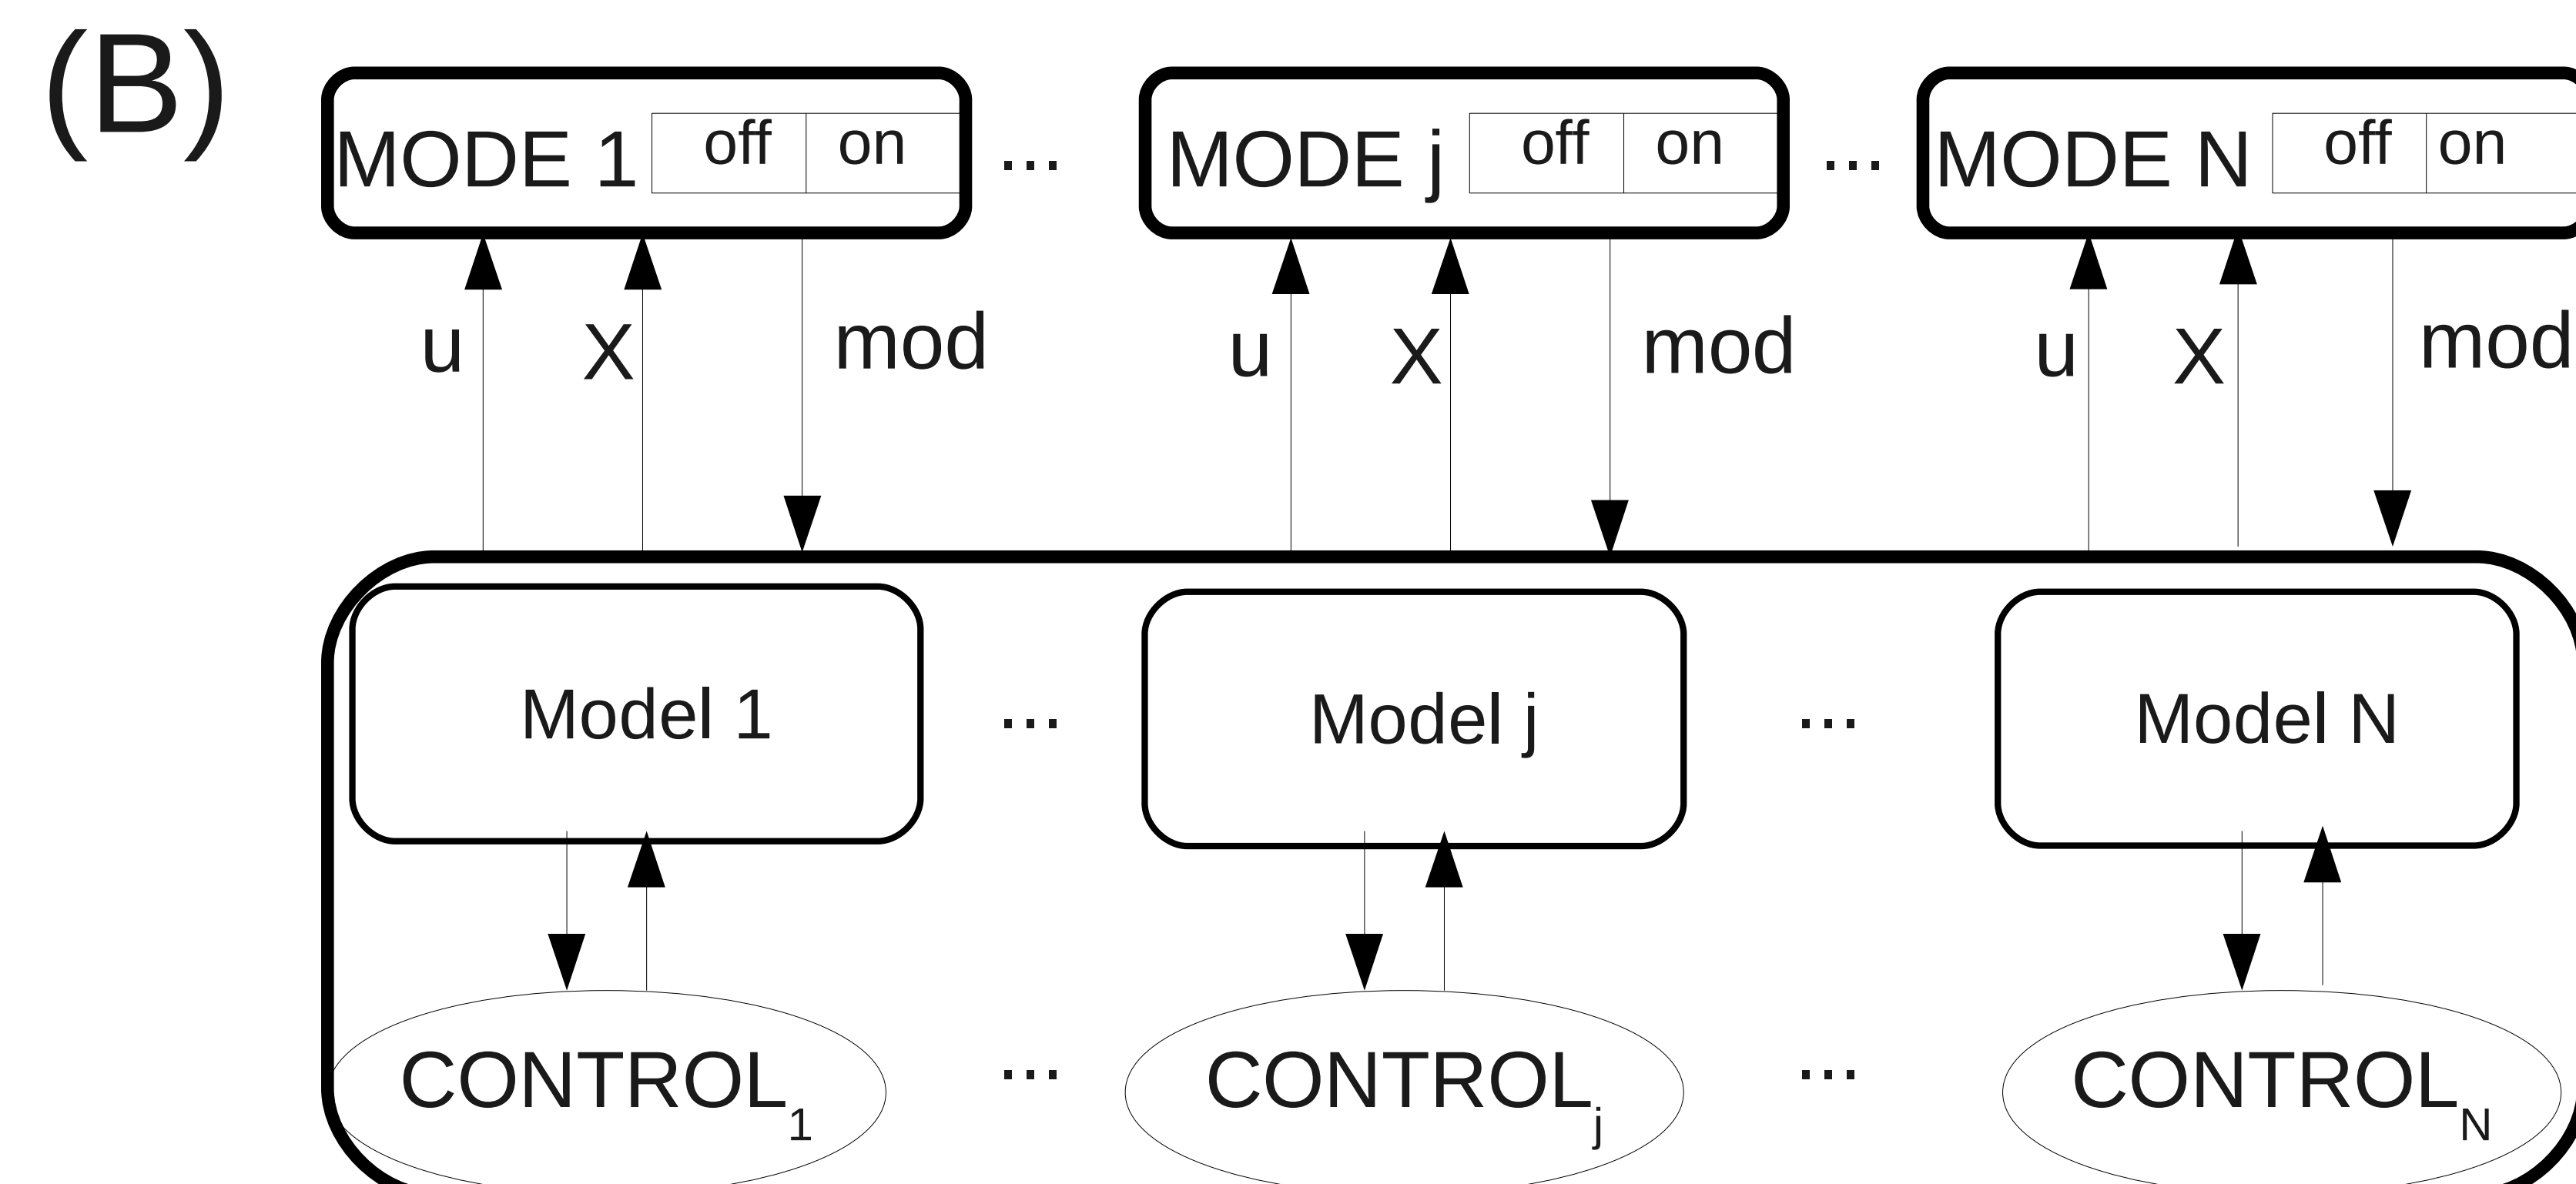 (B)
MODE 1 off on ... MODE j off on ... MODE N off on
u X mod u X mod u X mod
Model 1 ... Model j ... Model N
CONTROL1 ... CONTROLj ... CONTROLN